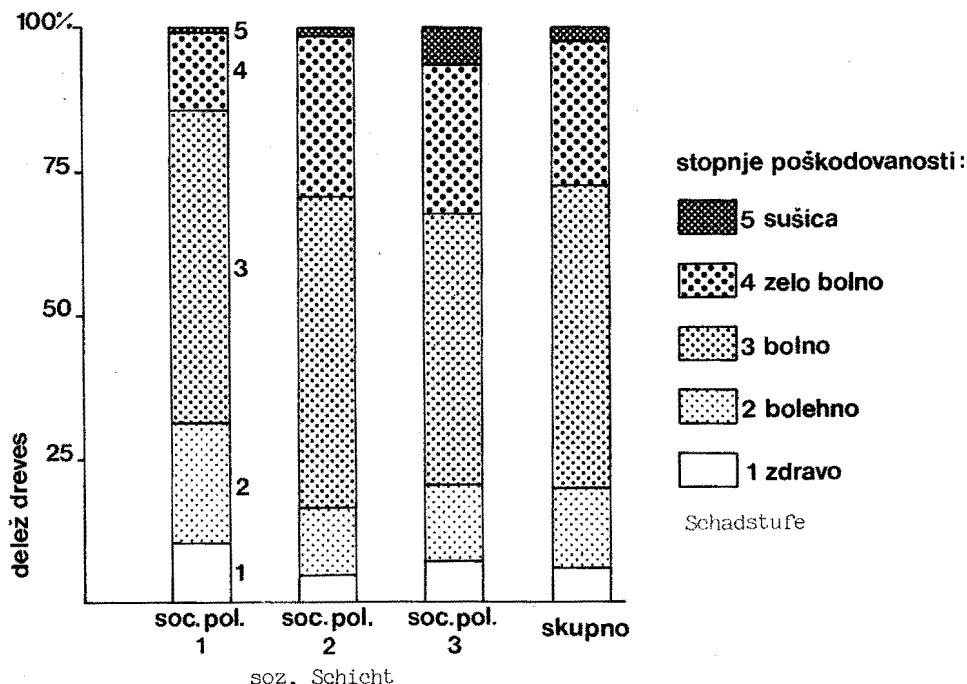 100%
75
50
25
delež dreves
5
4
3
2
1
soc.pol.
1
soc.pol.
2
soc.pol.
3
skupno
soz. Schicht
stopnje poškodovanosti:
5 sušica
4 zelo bolno
3 bolno
2 bolehno
1 zdravo
Schadstufe